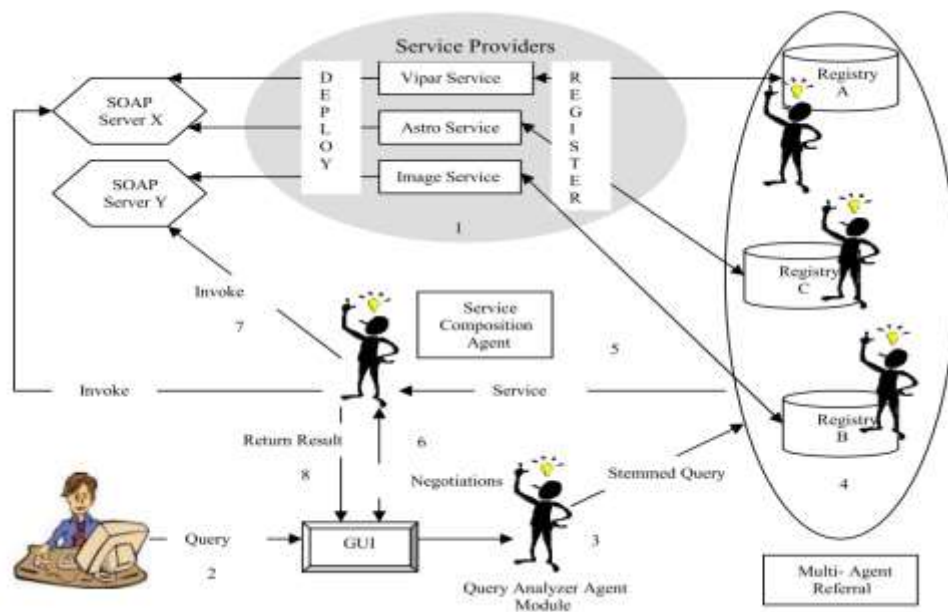 Service Providers
D
E
P
L
O
Y
Vipar Service
Astro Service
Image Service
R
E
G
I
S
T
E
R
1
SOAP
Server X
SOAP
Server Y
Registry
A
Registry
C
Registry
B
4
Invoke
7
Service
Composition
Agent
5
Invoke
Service
Return Result
8
6
Negotiations
Stemmed Query
Query
2
GUI
3
Query Analyzer Agent
Module
Multi- Agent
Referral